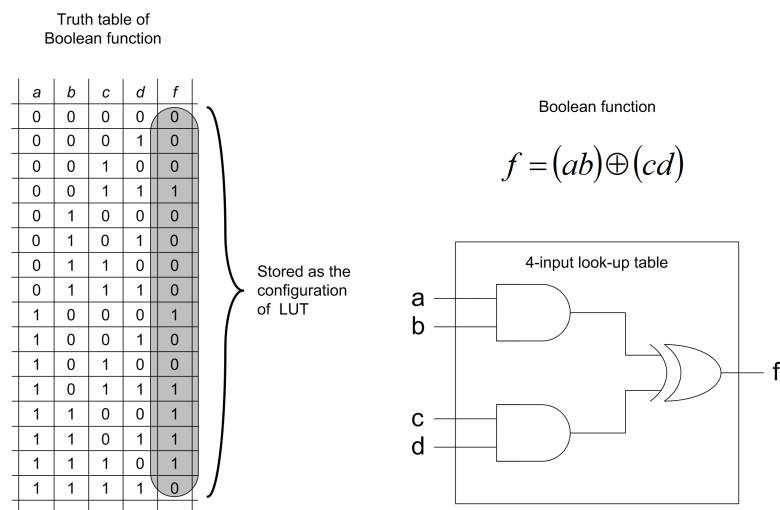 Truth table of
Boolean function
a b c d f
0 0 0 0 0
0 0 0 1 0
0 0 1 0 0
0 0 1 1 1
0 1 0 0 0
0 1 0 1 0
0 1 1 0 0
0 1 1 1 0
1 0 0 0 1
1 0 0 1 0
1 0 1 0 0
1 0 1 1 1
1 1 0 0 1
1 1 0 1 1
1 1 1 0 1
1 1 1 1 0
Stored as the
configuration
of LUT
Boolean function
f = (ab)⊕(cd)
4-input look-up table
a
b
c
d
f